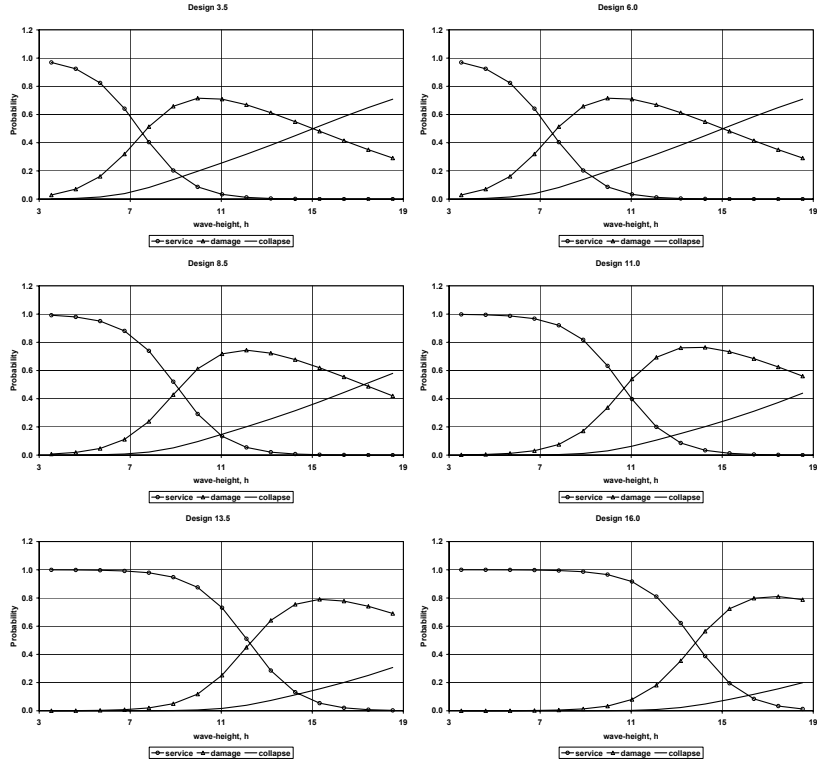 Design 3.5
1.2
1.0
0.8
0.6
0.4
0.2
0.0
Probability
3 7 11 15 19
wave-height, h
service damage collapse
Design 6.0
1.2
1.0
0.8
0.6
0.4
0.2
0.0
Probability
3 7 11 15 19
wave-height, h
service damage collapse
Design 8.5
1.2
1.0
0.8
0.6
0.4
0.2
0.0
Probability
3 7 11 15 19
wave-height, h
service damage collapse
Design 11.0
1.2
1.0
0.8
0.6
0.4
0.2
0.0
Probability
3 7 11 15 19
wave-height, h
service damage collapse
Design 13.5
1.2
1.0
0.8
0.6
0.4
0.2
0.0
Probability
3 7 11 15 19
wave-height, h
service damage collapse
Design 16.0
1.2
1.0
0.8
0.6
0.4
0.2
0.0
Probability
3 7 11 15 19
wave-height, h
service damage collapse